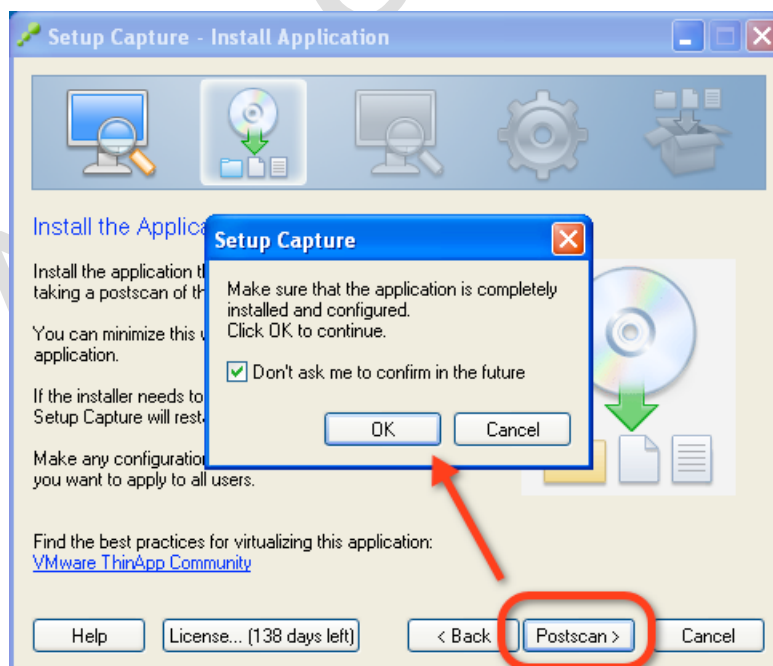 Setup Capture - Install Application
Install the Applica
Install the application t
taking a postscan of th
You can minimize this
application.
If the installer needs to
Setup Capture will rest
Make any configuration
you want to apply to all users.
Find the best practices for virtualizing this application:
VMware ThinApp Community
Setup Capture
Make sure that the application is completely
installed and configured.
Click OK to continue.
Don't ask me to confirm in the future
OK
Cancel
Help
License... (138 days left)
< Back
Postscan >
Cancel